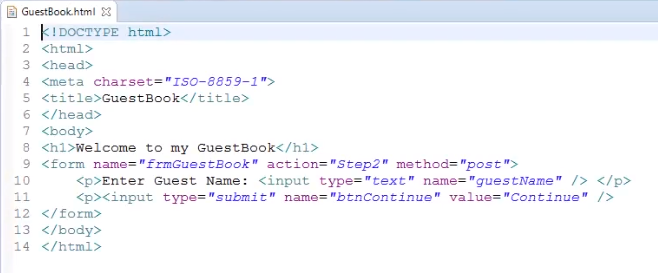 GuestBook.html
1 <!DOCTYPE html>
2 <html>
3 <head>
4 <meta charset="ISO-8859-1">
5 <title>GuestBook</title>
6 </head>
7 <body>
8 <h1>Welcome to my GuestBook</h1>
9 <form name="frmGuestBook" action="Step2" method="post">
10     <p>Enter Guest Name: <input type="text" name="guestName" /> </p>
11     <p><input type="submit" name="btnContinue" value="Continue" />
12 </form>
13 </body>
14 </html>